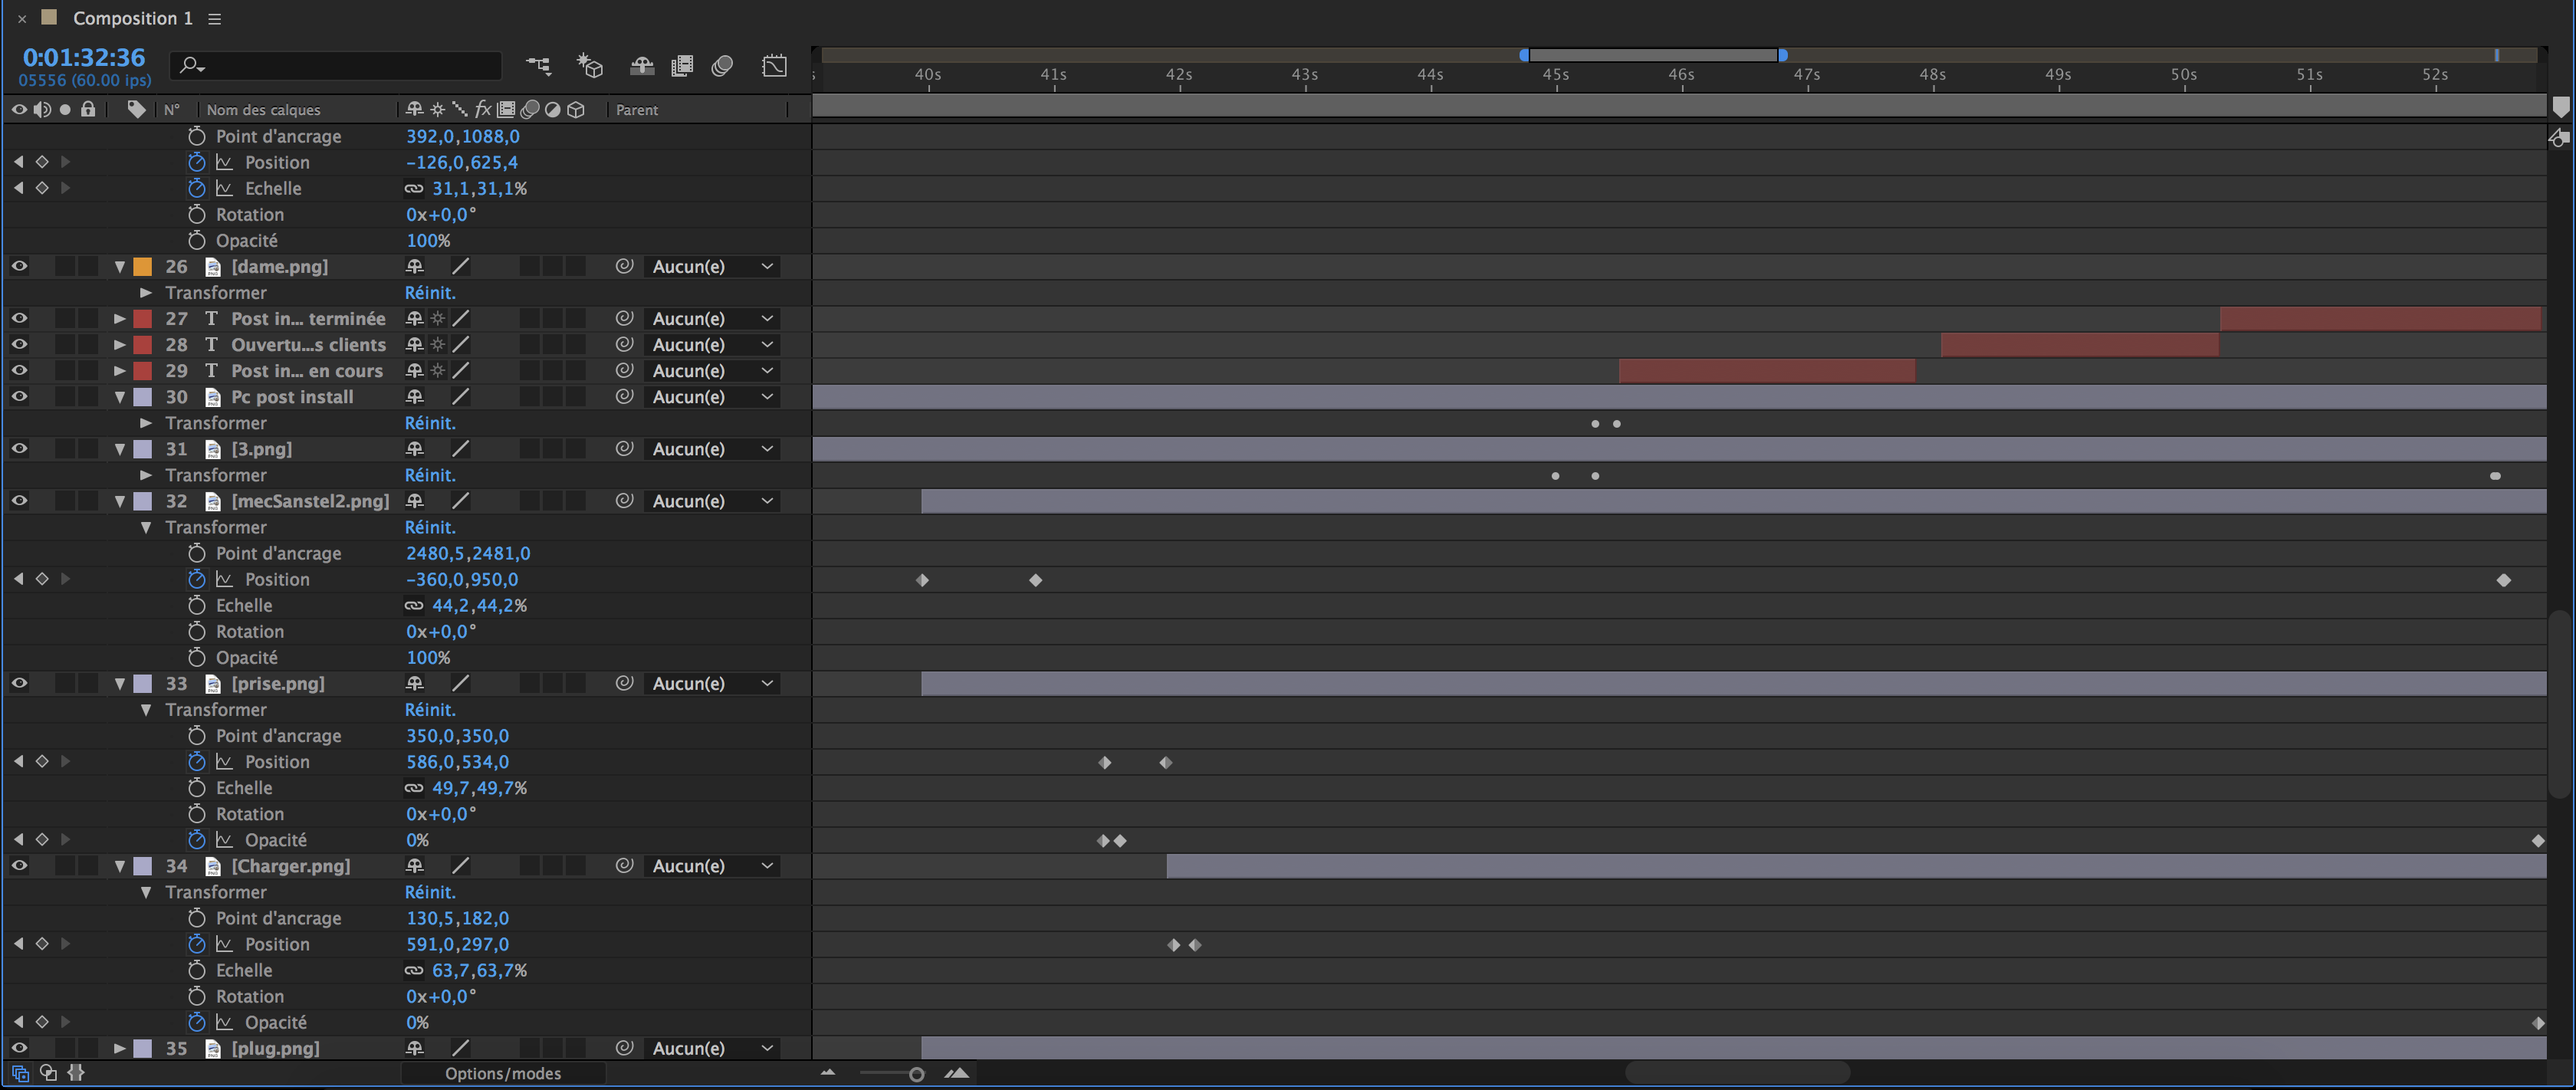 Composition 1
0:01:32:36
05556 (60.00 ips)
s 40s 41s 42s 43s 44s 45s 46s 47s 48s 49s 50s 51s 52s
N° Nom des calques fx Parent
Point d'ancrage 392,0,1088,0
Position -126,0,625,4
Echelle 31,1,31,1%
Rotation 0x+0,0°
Opacité 100%
26 [dame.png] Aucun(e)
Transformer Réinit.
27 T Post in... terminée Aucun(e)
28 T Ouvertu...s clients Aucun(e)
29 T Post in... en cours Aucun(e)
30 Pc post install Aucun(e)
Transformer Réinit.
31 [3.png] Aucun(e)
Transformer Réinit.
32 [mecSanstel2.png] Aucun(e)
Transformer Réinit.
Point d'ancrage 2480,5,2481,0
Position -360,0,950,0
Echelle 44,2,44,2%
Rotation 0x+0,0°
Opacité 100%
33 [prise.png] Aucun(e)
Transformer Réinit.
Point d'ancrage 350,0,350,0
Position 586,0,534,0
Echelle 49,7,49,7%
Rotation 0x+0,0°
Opacité 0%
34 [Charger.png] Aucun(e)
Transformer Réinit.
Point d'ancrage 130,5,182,0
Position 591,0,297,0
Echelle 63,7,63,7%
Rotation 0x+0,0°
Opacité 0%
35 [plug.png] Aucun(e)
Options/modes